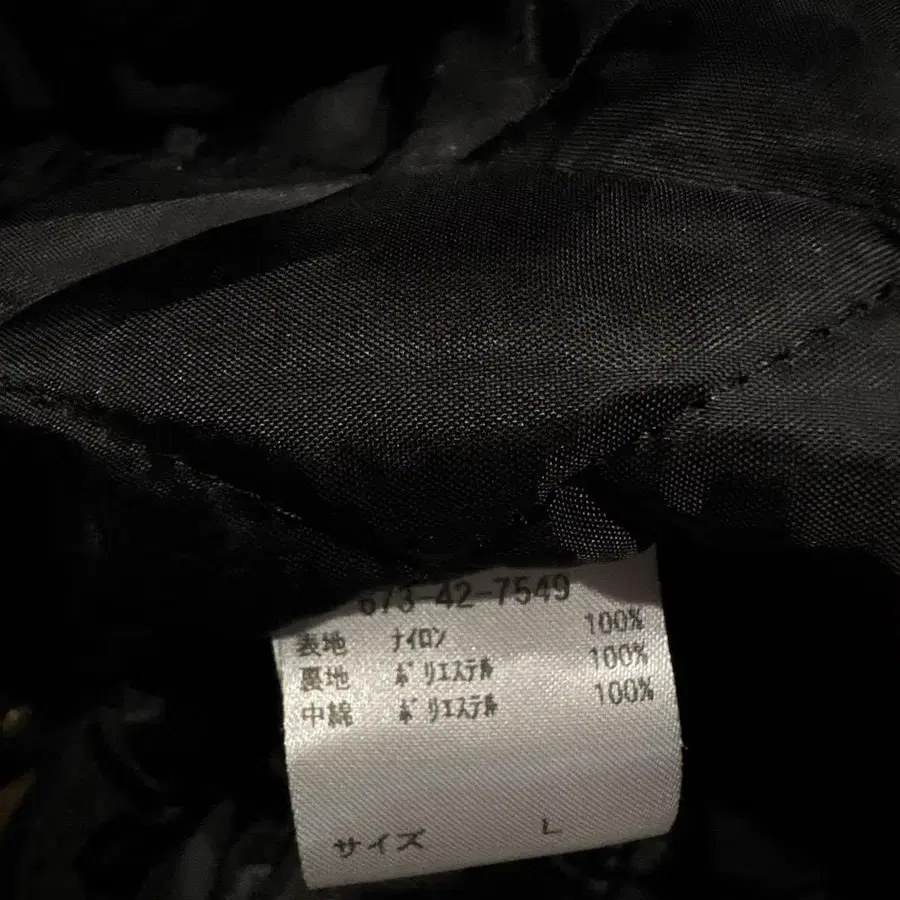 673-42-7549
表地 ナイロン 100%
裏地 ポリエステル 100%
中綿 ポリエステル 100%
サイズ L